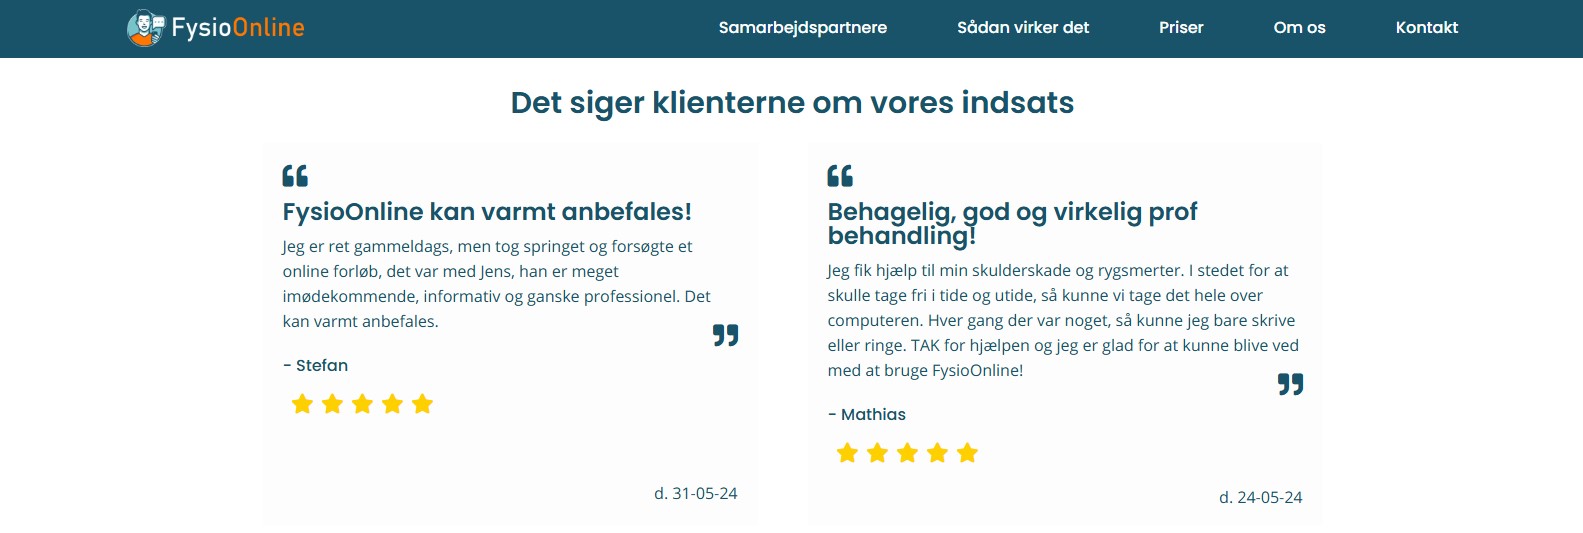 FysioOnline
Samarbejdspartnere
Sådan virker det
Priser
Om os
Kontakt
Det siger klienterne om vores indsats
“
FysioOnline kan varmt anbefales!
Jeg er ret gammeldags, men tog springet og forsøgte et
online forløb, det var med Jens, han er meget
imødekommende, informativ og ganske professionel. Det
kan varmt anbefales.
”
- Stefan
d. 31-05-24
“
Behagelig, god og virkelig prof
behandling!
Jeg fik hjælp til min skulderskade og rygsmerter. I stedet for at
skulle tage fri i tide og utide, så kunne vi tage det hele over
computeren. Hver gang der var noget, så kunne jeg bare skrive
eller ringe. TAK for hjælpen og jeg er glad for at kunne blive ved
med at bruge FysioOnline!
”
- Mathias
d. 24-05-24